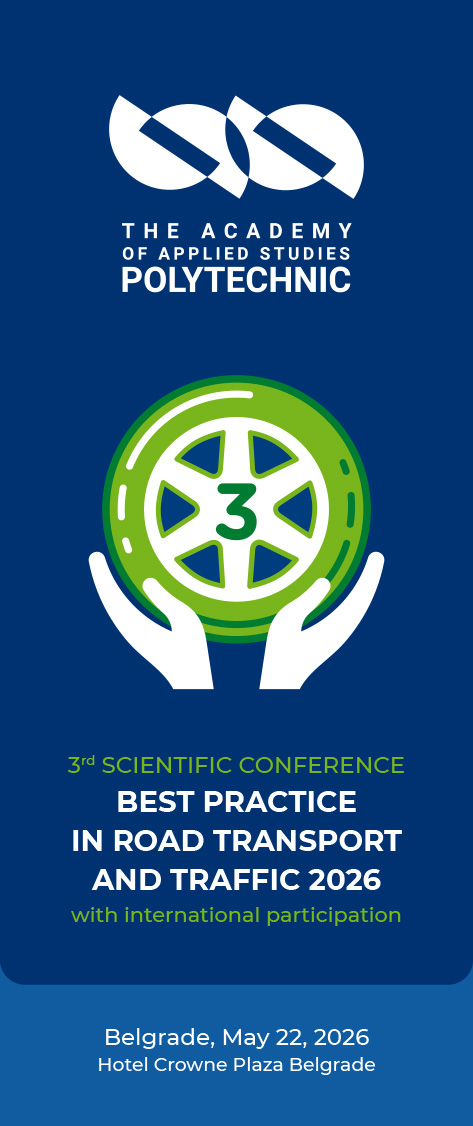 THE ACADEMY
OF APPLIED STUDIES
POLYTECHNIC
3
3rd SCIENTIFIC CONFERENCE
BEST PRACTICE
IN ROAD TRANSPORT
AND TRAFFIC 2026
with international participation
Belgrade, May 22, 2026
Hotel Crowne Plaza Belgrade